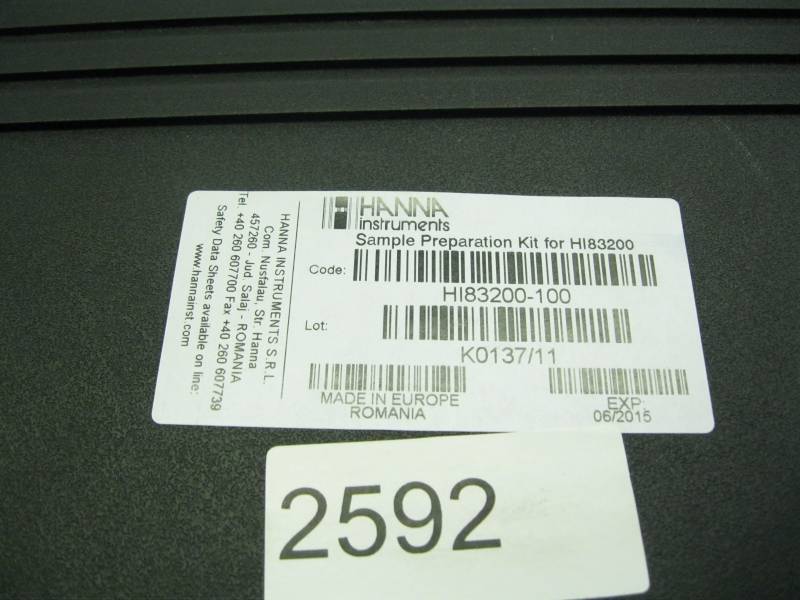 HANNA
instruments
Sample Preparation Kit for HI83200
Code:
HI83200-100
Lot:
K0137/11
MADE IN EUROPE
ROMANIA
EXP:
06/2015
HANNA INSTRUMENTS S.R.L.
Com. Nusfalau, Str. Hanna
457260 - Jud. Salaj - ROMANIA
Tel. +40 260 607700 Fax +40 260 607739
Safety Data Sheets available on line:
www.hannainst.com
2592